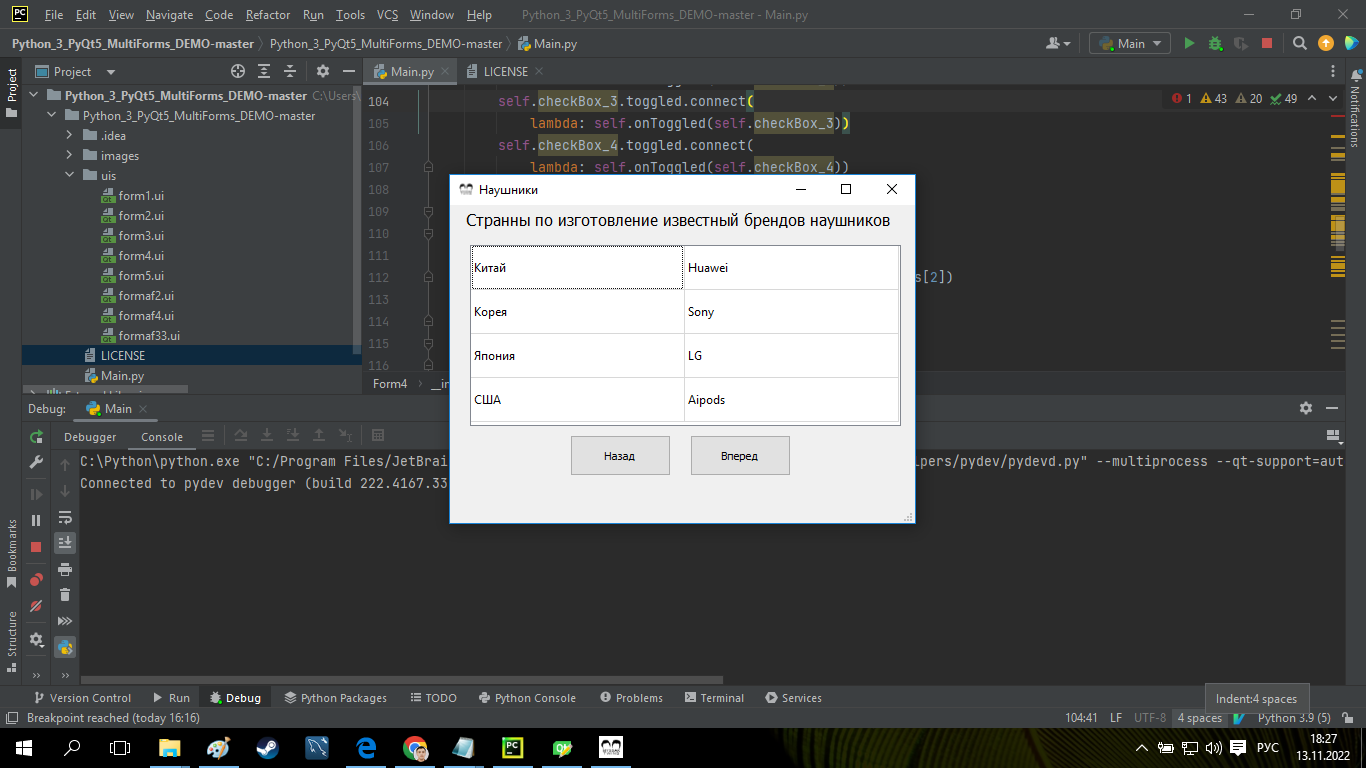 File Edit View Navigate Code Refactor Run Tools VCS Window Help Python_3_PyQt5_MultiForms_DEMO-master - Main.py
Python_3_PyQt5_MultiForms_DEMO-master Python_3_PyQt5_MultiForms_DEMO-master Main.py Main
Project Main.py LICENSE
Project
Notifications
Python_3_PyQt5_MultiForms_DEMO-master C:\Users\
Python_3_PyQt5_MultiForms_DEMO-master
.idea
images
uis
form1.ui
form2.ui
form3.ui
form4.ui
form5.ui
formaf2.ui
formaf4.ui
formaf33.ui
LICENSE
Main.py
104 self.checkBox_3.toggled.connect(
1 43 20 49
105 lambda: self.onToggled(self.checkBox_3))
106 self.checkBox_4.toggled.connect(
107 lambda: self.onToggled(self.checkBox_4))
108
109
110
111
112 s[2])
113
114
115
116
Form4 __in
Наушники
Странны по изготовление известный брендов наушников
Китай Huawei
Корея Sony
Япония LG
США Aipods
Назад Вперед
Debug: Main
Debugger Console
C:\Python\python.exe "C:/Program Files/JetBrai lpers/pydev/pydevd.py" --multiprocess --qt-support=aut
Connected to pydev debugger (build 222.4167.33
Bookmarks
Structure
Version Control Run Debug Python Packages TODO Python Console Problems Terminal Services
Indent:4 spaces
Breakpoint reached (today 16:16) 104:41 LF UTF-8 4 spaces Python 3.9 (5)
РУС 18:27
13.11.2022